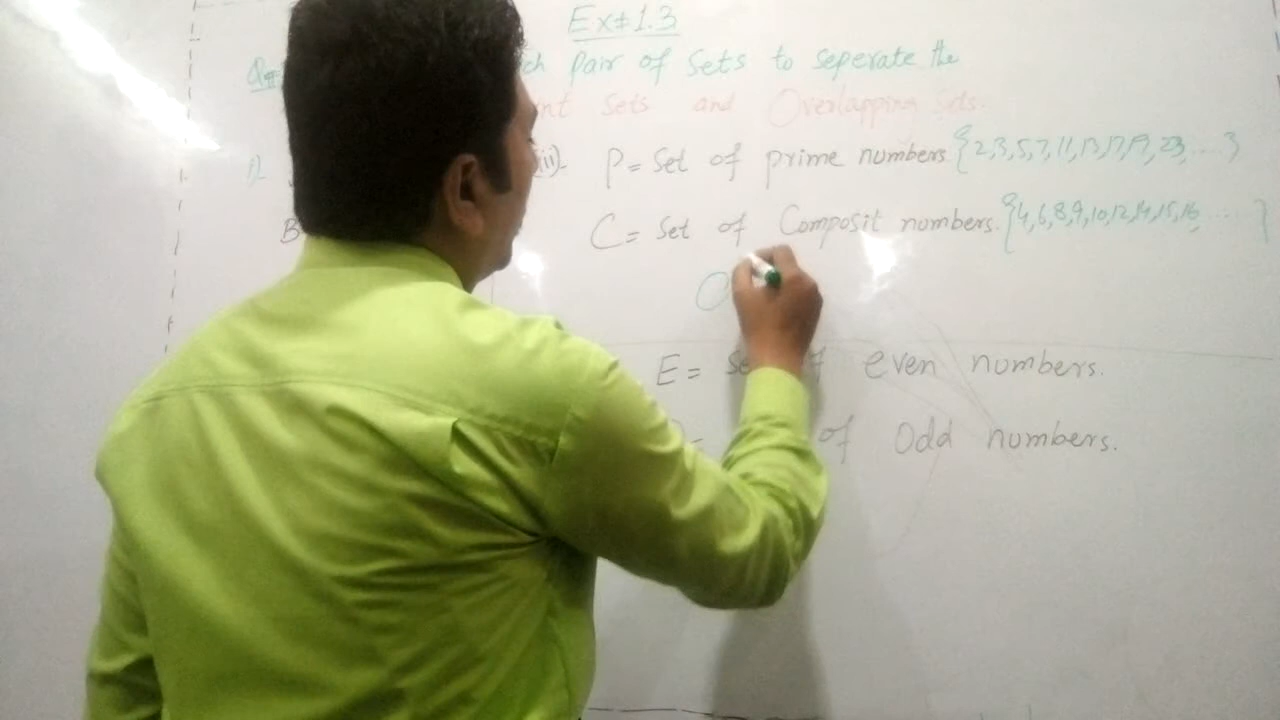 Ex# 1.3
pair of sets to seperate the
sets and Overlapping sets.
i)
iii). P = Set of prime numbers {2,3,5,7,11,13,17,19,23,....}
B
C = Set of Composit numbers. {4,6,8,9,10,12,14,15,16, .... }
E = Set of even numbers.
of Odd numbers.